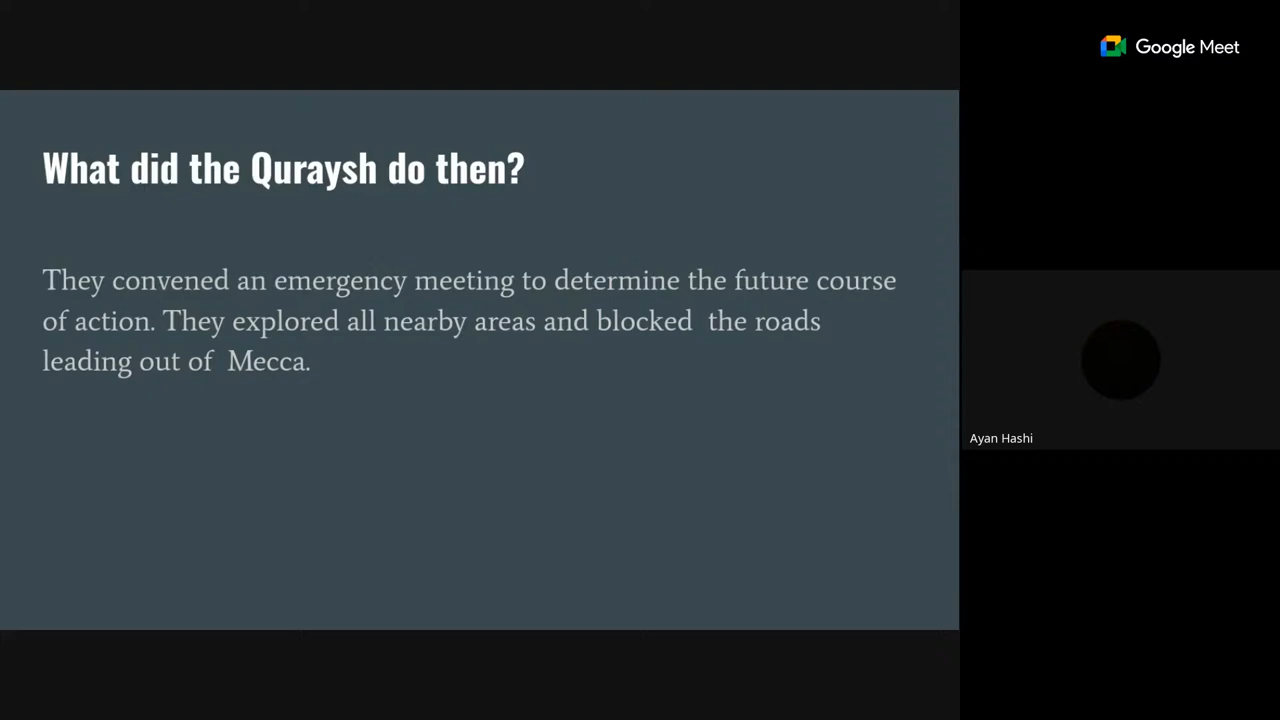 Google Meet
What did the Quraysh do then?
They convened an emergency meeting to determine the future course
of action. They explored all nearby areas and blocked  the roads
leading out of  Mecca.
Ayan Hashi